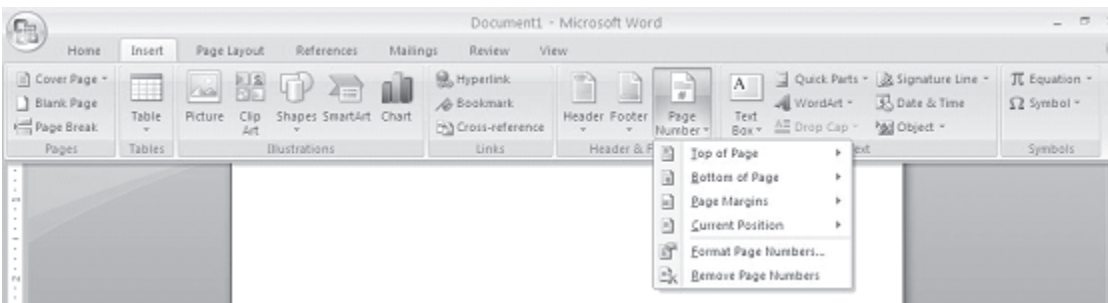 Document1 - Microsoft Word
Home Insert Page Layout References Mailings Review View
Cover Page
Blank Page
Page Break
Pages
Table
Tables
Picture
Clip Art
Shapes
SmartArt
Chart
Illustrations
Hyperlink
Bookmark
Cross-reference
Links
Header
Footer
Page Number
Header & F
Text Box
Quick Parts
WordArt
Drop Cap
Signature Line
Date & Time
Object
ext
π Equation
Ω Symbol
Symbols
Top of Page
Bottom of Page
Page Margins
Current Position
Format Page Numbers...
Remove Page Numbers